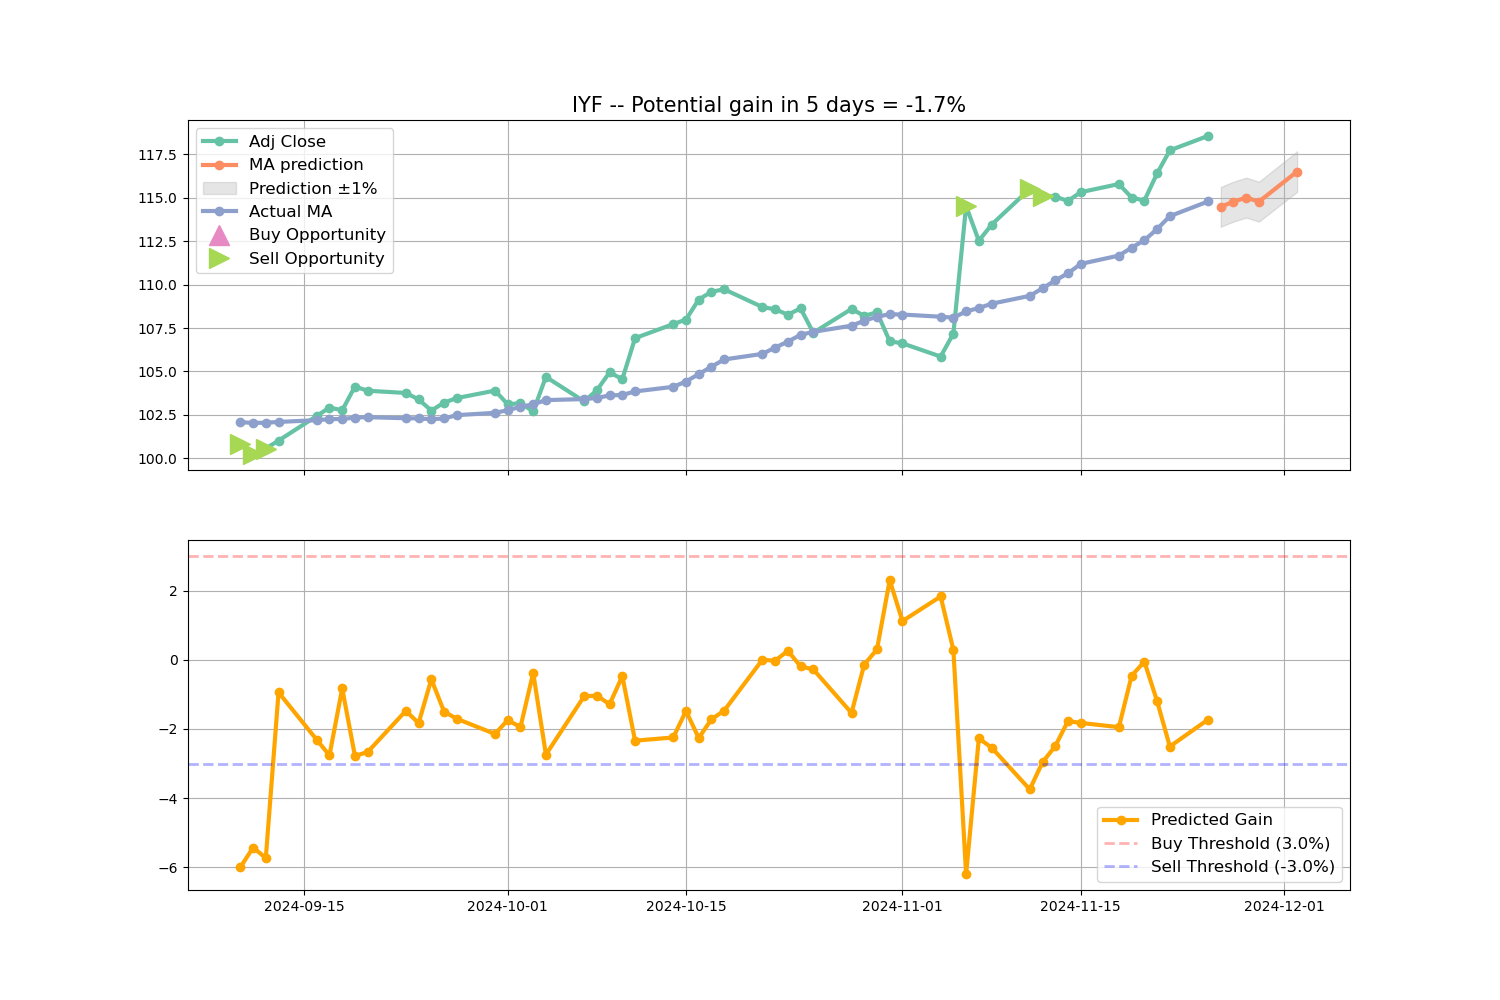 IYF -- Potential gain in 5 days = -1.7%
Adj Close
MA prediction
Prediction ±1%
Actual MA
Buy Opportunity
Sell Opportunity
117.5
115.0
112.5
110.0
107.5
105.0
102.5
100.0
2
0
−2
−4
−6
Predicted Gain
Buy Threshold (3.0%)
Sell Threshold (-3.0%)
2024-09-15 2024-10-01 2024-10-15 2024-11-01 2024-11-15 2024-12-01